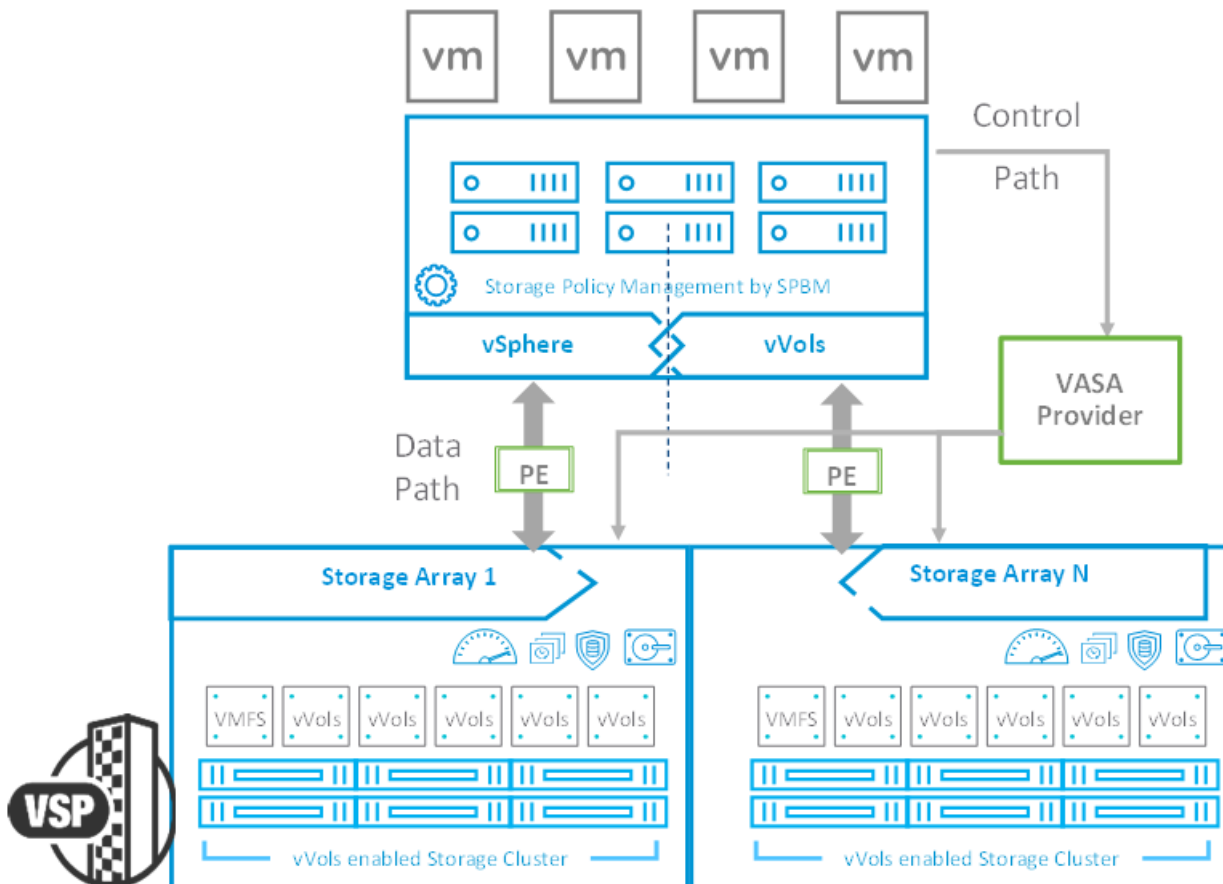 vm
vm
vm
vm
Control
Path
Storage Policy Management by SPBM
vSphere
vVols
VASA
Provider
Data
Path
PE
PE
Storage Array 1
Storage Array N
VMFS
vVols
vVols
vVols
vVols
vVols
VMFS
vVols
vVols
vVols
vVols
vVols
VSP
vVols enabled Storage Cluster
vVols enabled Storage Cluster